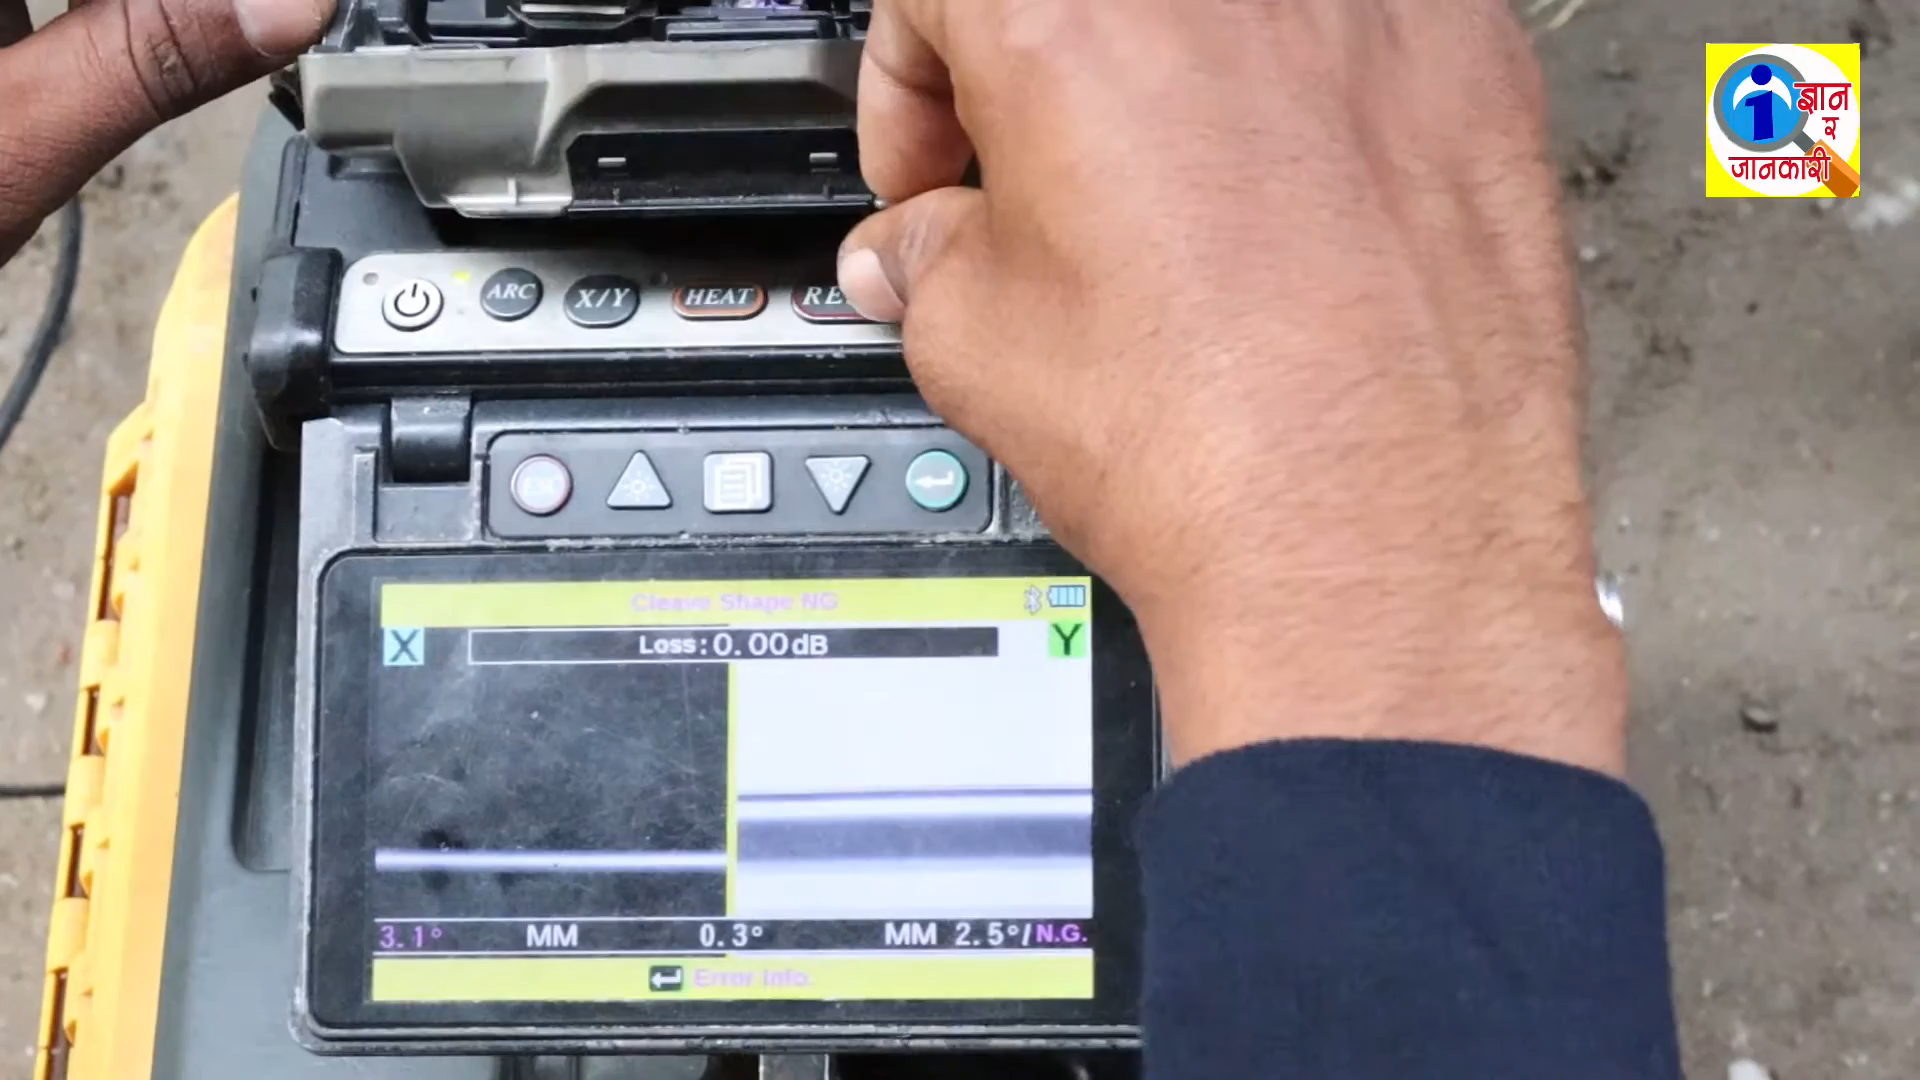 ज्ञान
र
जानकारी
ARC
X/Y
HEAT
ESC
Cleave Shape NG
X
Loss:0.00dB
Y
3.1° MM 0.3° MM 2.5°/N.G.
Error Info.